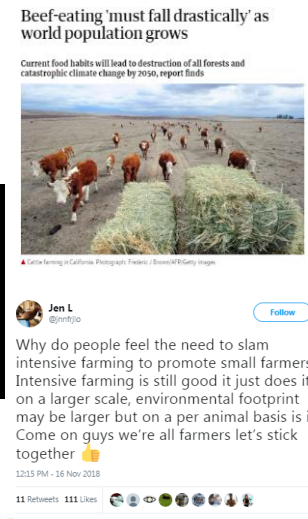 Beef-eating 'must fall drastically' as
world population grows
Current food habits will lead to destruction of all forests and
catastrophic climate change by 2050, report finds
▲ Cattle farming in California. Photograph: Frederic J Brown/AFP/Getty Images
Jen L
@jnnfrjlo
Follow
Why do people feel the need to slam
intensive farming to promote small farmers
Intensive farming is still good it just does it
on a larger scale, environmental footprint
may be larger but on a per animal basis is
Come on guys we're all farmers let's stick
together 👍
12:15 PM - 16 Nov 2018
11 Retweets 111 Likes